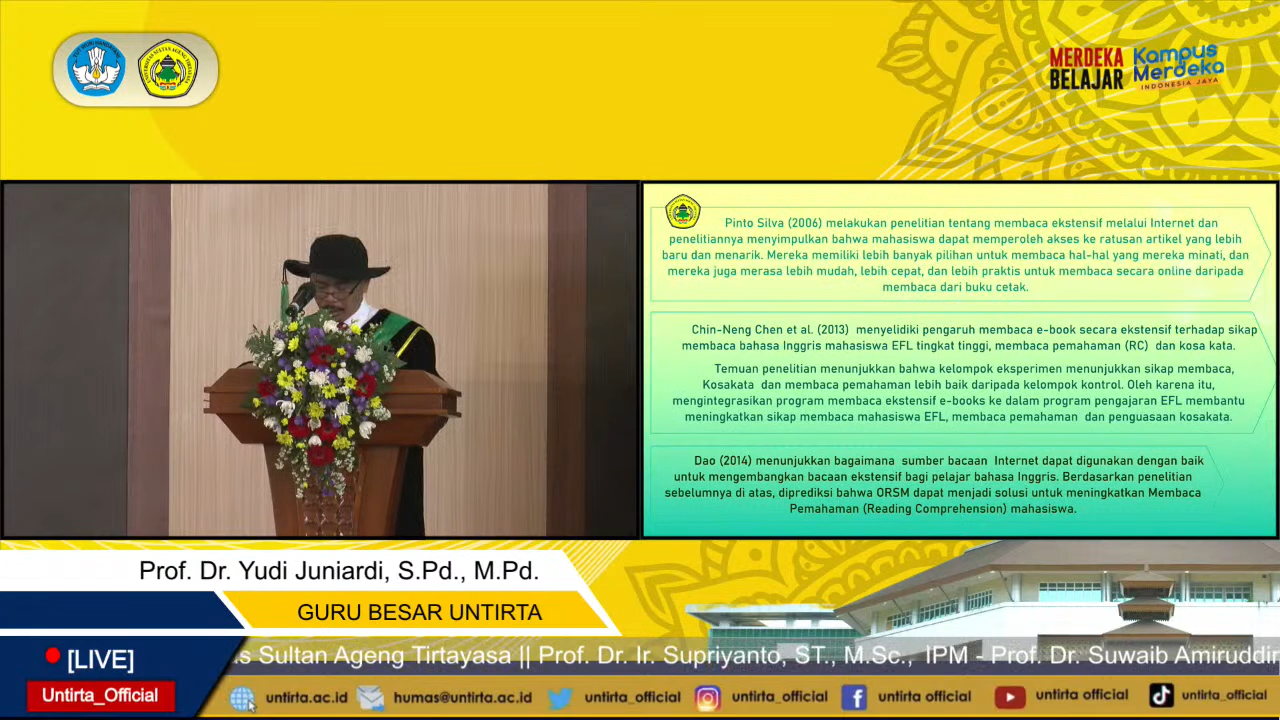 TUT WURI HANDAYANI
UNIVERSITAS SULTAN AGENG TIRTAYASA
MERDEKA
BELAJAR
Kampus
Merdeka
INDONESIA JAYA
Pinto Silva (2006) melakukan penelitian tentang membaca ekstensif melalui Internet dan
penelitiannya menyimpulkan bahwa mahasiswa dapat memperoleh akses ke ratusan artikel yang lebih
baru dan menarik. Mereka memiliki lebih banyak pilihan untuk membaca hal-hal yang mereka minati, dan
mereka juga merasa lebih mudah, lebih cepat, dan lebih praktis untuk membaca secara online daripada
membaca dari buku cetak.
Chin-Neng Chen et al. (2013) menyelidiki pengaruh membaca e-book secara ekstensif terhadap sikap
membaca bahasa Inggris mahasiswa EFL tingkat tinggi, membaca pemahaman (RC) dan kosa kata.
Temuan penelitian menunjukkan bahwa kelompok eksperimen menunjukkan sikap membaca,
Kosakata dan membaca pemahaman lebih baik daripada kelompok kontrol. Oleh karena itu,
mengintegrasikan program membaca ekstensif e-books ke dalam program pengajaran EFL membantu
meningkatkan sikap membaca mahasiswa EFL, membaca pemahaman dan penguasaan kosakata.
Dao (2014) menunjukkan bagaimana sumber bacaan Internet dapat digunakan dengan baik
untuk mengembangkan bacaan ekstensif bagi pelajar bahasa Inggris. Berdasarkan penelitian
sebelumnya di atas, diprediksi bahwa ORSM dapat menjadi solusi untuk meningkatkan Membaca
Pemahaman (Reading Comprehension) mahasiswa.
Prof. Dr. Yudi Juniardi, S.Pd., M.Pd.
GURU BESAR UNTIRTA
[LIVE]
s Sultan Ageng Tirtayasa || Prof. Dr. Ir. Supriyanto, ST., M.Sc., IPM - Prof. Dr. Suwaib Amiruddin
Untirta_Official
untirta.ac.id
humas@untirta.ac.id
untirta_official
untirta_official
untirta official
untirta official
untirta_official